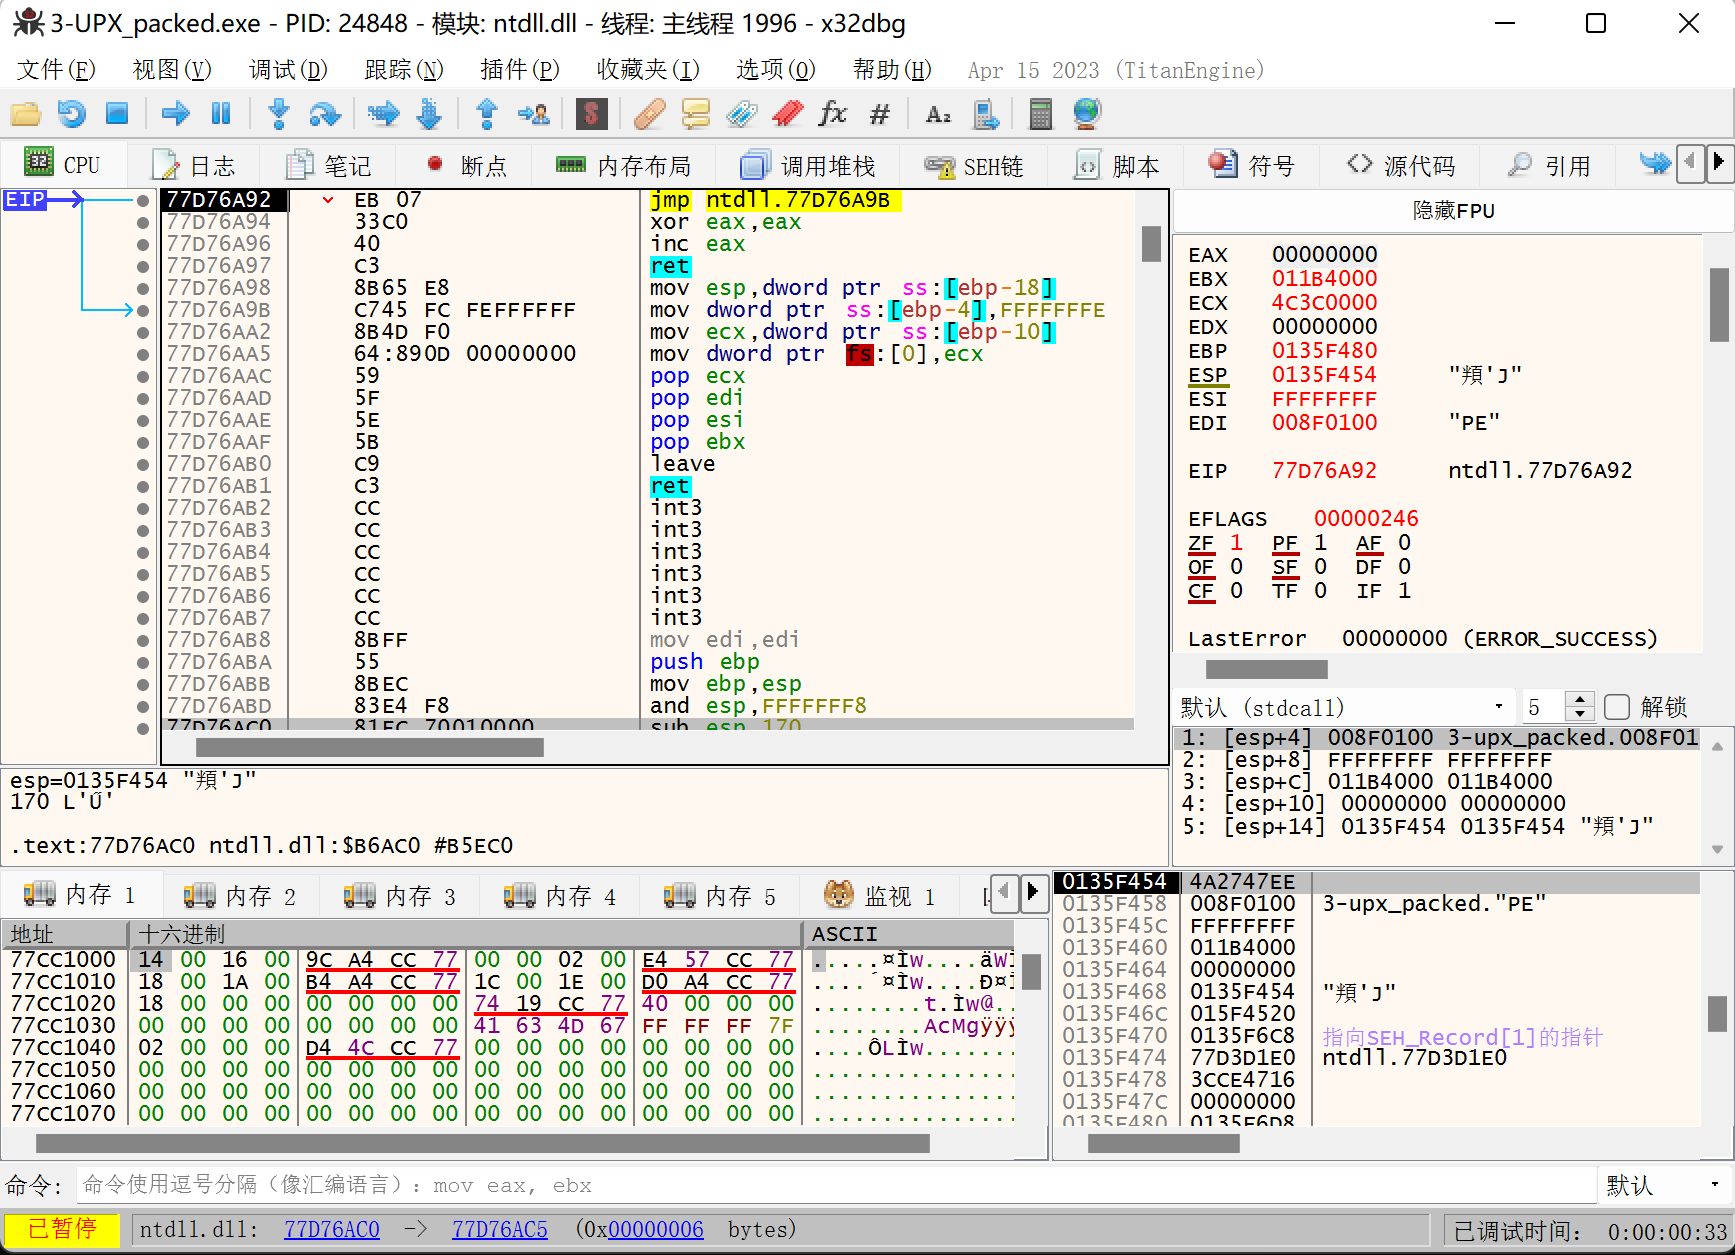 3-UPX_packed.exe - PID: 24848 - 模块: ntdll.dll - 线程: 主线程 1996 - x32dbg
文件(F) 视图(V) 调试(D) 跟踪(N) 插件(P) 收藏夹(I) 选项(O) 帮助(H) Apr 15 2023 (TitanEngine)
CPU 日志 笔记 断点 内存布局 调用堆栈 SEH链 脚本 符号 源代码 引用
EIP
77D76A92 EB 07 jmp ntdll.77D76A9B
77D76A94 33C0 xor eax,eax
77D76A96 40 inc eax
77D76A97 C3 ret
77D76A98 8B65 E8 mov esp,dword ptr ss:[ebp-18]
77D76A9B C745 FC FEFFFFFF mov dword ptr ss:[ebp-4],FFFFFFFE
77D76AA2 8B4D F0 mov ecx,dword ptr ss:[ebp-10]
77D76AA5 64:890D 00000000 mov dword ptr fs:[0],ecx
77D76AAC 59 pop ecx
77D76AAD 5F pop edi
77D76AAE 5E pop esi
77D76AAF 5B pop ebx
77D76AB0 C9 leave
77D76AB1 C3 ret
77D76AB2 CC int3
77D76AB3 CC int3
77D76AB4 CC int3
77D76AB5 CC int3
77D76AB6 CC int3
77D76AB7 CC int3
77D76AB8 8BFF mov edi,edi
77D76ABA 55 push ebp
77D76ABB 8BEC mov ebp,esp
77D76ABD 83E4 F8 and esp,FFFFFFF8
77D76AC0 81EC 70010000 sub esp,170
隐藏FPU
EAX 00000000
EBX 011B4000
ECX 4C3C0000
EDX 00000000
EBP 0135F480
ESP 0135F454 "䫮'J"
ESI FFFFFFFF
EDI 008F0100 "PE"
EIP 77D76A92 ntdll.77D76A92
EFLAGS 00000246
ZF 1 PF 1 AF 0
OF 0 SF 0 DF 0
CF 0 TF 0 IF 1
LastError 00000000 (ERROR_SUCCESS)
默认 (stdcall) 5 解锁
1: [esp+4] 008F0100 3-upx_packed.008F01
2: [esp+8] FFFFFFFF FFFFFFFF
3: [esp+C] 011B4000 011B4000
4: [esp+10] 00000000 00000000
5: [esp+14] 0135F454 0135F454
esp=0135F454
170 L'Ű'
.text:77D76AC0 ntdll.dll:$B6AC0 #B5EC0
内存 1 内存 2 内存 3 内存 4 内存 5 监视 1
地址 十六进制 ASCII
77CC1000 14 00 16 00 9C A4 CC 77 00 00 02 00 E4 57 CC 77 .....¤Ìw....äWÌ
77CC1010 18 00 1A 00 B4 A4 CC 77 1C 00 1E 00 D0 A4 CC 77 ....´¤Ìw....Ð¤Ì
77CC1020 18 00 00 00 00 00 00 00 74 19 CC 77 40 00 00 00 ........t.Ìw@..
77CC1030 00 00 00 00 00 00 00 00 41 63 4D 67 FF FF FF 7F ........AcMgÿÿÿ
77CC1040 02 00 00 00 D4 4C CC 77 00 00 00 00 00 00 00 00 ....ÔLÌw.......
77CC1050 00 00 00 00 00 00 00 00 00 00 00 00 00 00 00 00 ...............
77CC1060 00 00 00 00 00 00 00 00 00 00 00 00 00 00 00 00 ...............
77CC1070 00 00 00 00 00 00 00 00 00 00 00 00 00 00 00 00 ...............
0135F454 4A2747EE
0135F458 008F0100 3-upx_packed."PE"
0135F45C FFFFFFFF
0135F460 011B4000
0135F464 00000000
0135F468 0135F454
0135F46C 015F4520
0135F470 0135F6C8 指向SEH_Record[1]的指针
0135F474 77D3D1E0 ntdll.77D3D1E0
0135F478 3CCE4716
0135F47C 00000000
0135F480 0135F6D8
命令: 命令使用逗号分隔（像汇编语言）: mov eax, ebx 默认
已暂停 ntdll.dll: 77D76AC0 -> 77D76AC5 (0x00000006 bytes) 已调试时间: 0:00:00:33